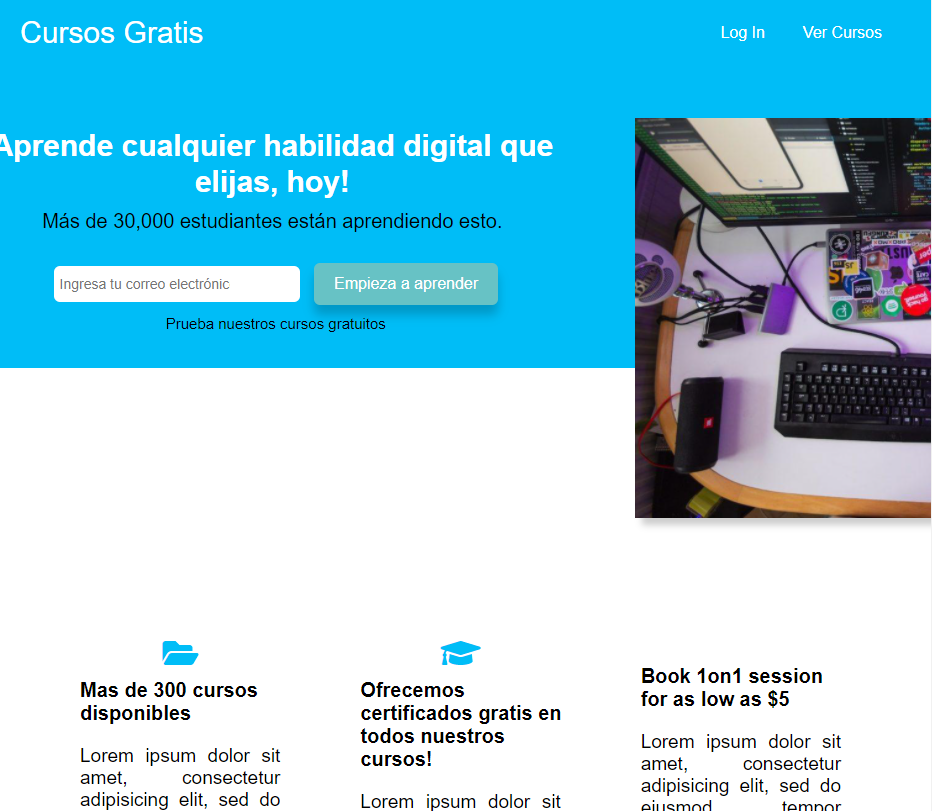 Cursos Gratis
Log In
Ver Cursos
Aprende cualquier habilidad digital que
elijas, hoy!
Más de 30,000 estudiantes están aprendiendo esto.
Ingresa tu correo electrónic
Empieza a aprender
Prueba nuestros cursos gratuitos
JS
JBL
Mas de 300 cursos
disponibles
Lorem ipsum dolor sit
amet, consectetur
adipisicing elit, sed do
Ofrecemos
certificados gratis en
todos nuestros
cursos!
Lorem ipsum dolor sit
Book 1on1 session
for as low as $5
Lorem ipsum dolor sit
amet, consectetur
adipisicing elit, sed do
eiusmod tempor